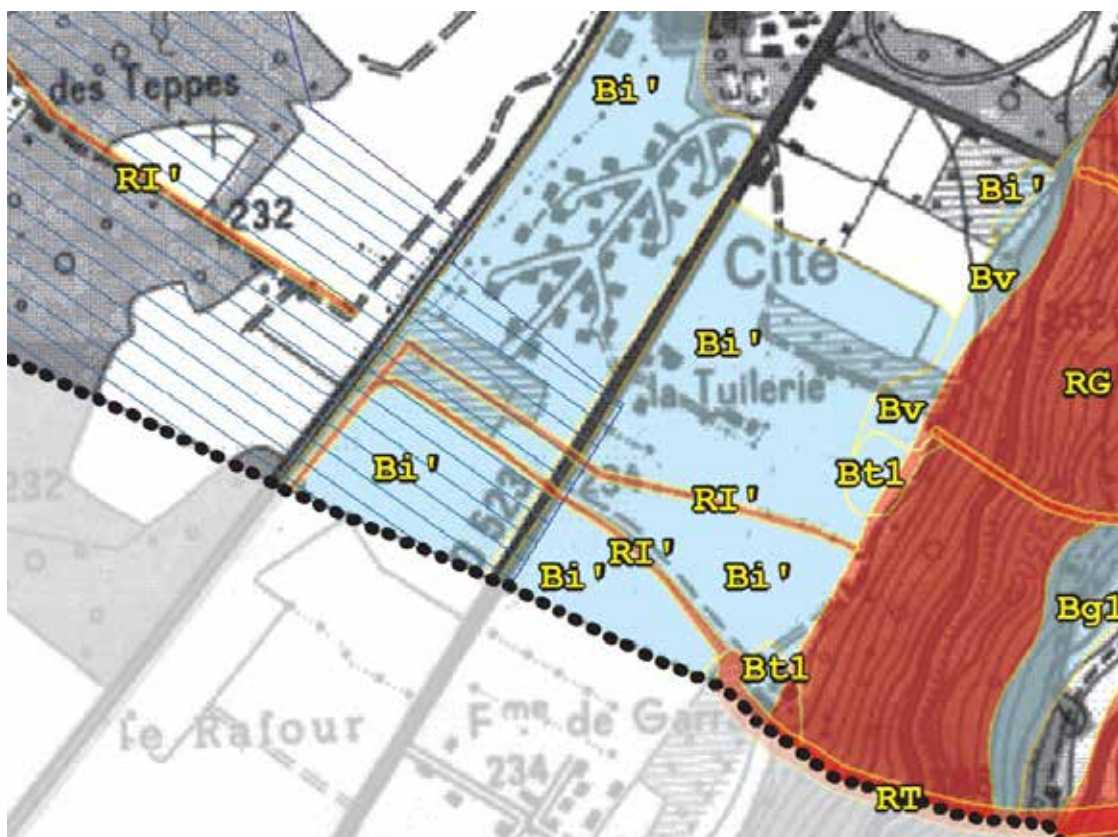 Bi'
des Teppes
RI'
232
Bi'
Bv
Cité
Bi'
la Tuilerie
RG
Bv
Bt1
Bi'
232
234
RI'
RI'
Bi'
Bi'
Bg1
Bt1
le Rafour
Fme de Garr
234
RT